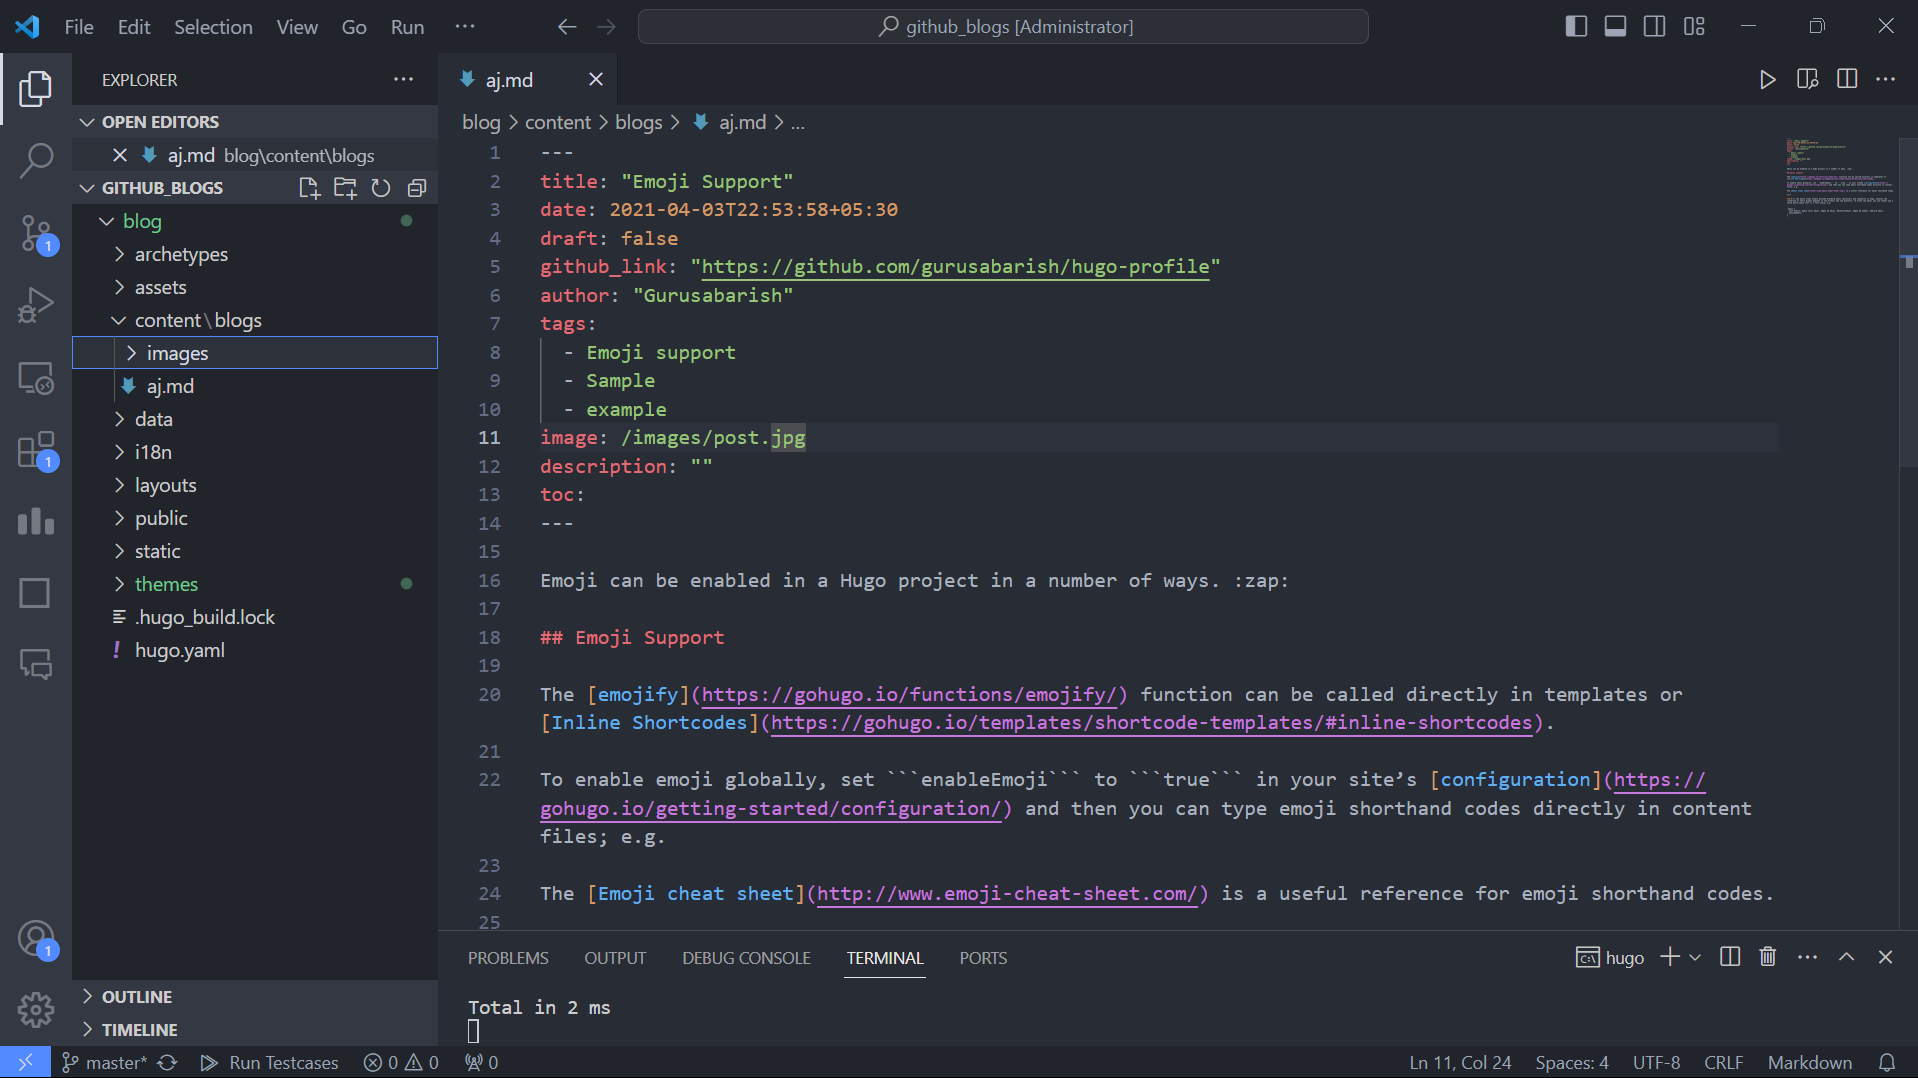 File Edit Selection View Go Run ···
github_blogs [Administrator]
EXPLORER
OPEN EDITORS
aj.md blog\content\blogs
GITHUB_BLOGS
blog
archetypes
assets
content\blogs
images
aj.md
data
i18n
layouts
public
static
themes
.hugo_build.lock
hugo.yaml
OUTLINE
TIMELINE
1
1
1
aj.md
blog > content > blogs > aj.md > ...
1 ---
2 title: "Emoji Support"
3 date: 2021-04-03T22:53:58+05:30
4 draft: false
5 github_link: "https://github.com/gurusabarish/hugo-profile"
6 author: "Gurusabarish"
7 tags:
8 - Emoji support
9 - Sample
10 - example
11 image: /images/post.jpg
12 description: ""
13 toc:
14 ---
15
16 Emoji can be enabled in a Hugo project in a number of ways. :zap:
17
18 ## Emoji Support
19
20 The [emojify](https://gohugo.io/functions/emojify/) function can be called directly in templates or
[Inline Shortcodes](https://gohugo.io/templates/shortcode-templates/#inline-shortcodes).
21
22 To enable emoji globally, set ```enableEmoji``` to ```true``` in your site’s [configuration](https://
gohugo.io/getting-started/configuration/) and then you can type emoji shorthand codes directly in content
files; e.g.
23
24 The [Emoji cheat sheet](http://www.emoji-cheat-sheet.com/) is a useful reference for emoji shorthand codes.
25
PROBLEMS OUTPUT DEBUG CONSOLE TERMINAL PORTS
hugo
Total in 2 ms
master* Run Testcases 0 0 0
Ln 11, Col 24 Spaces: 4 UTF-8 CRLF Markdown